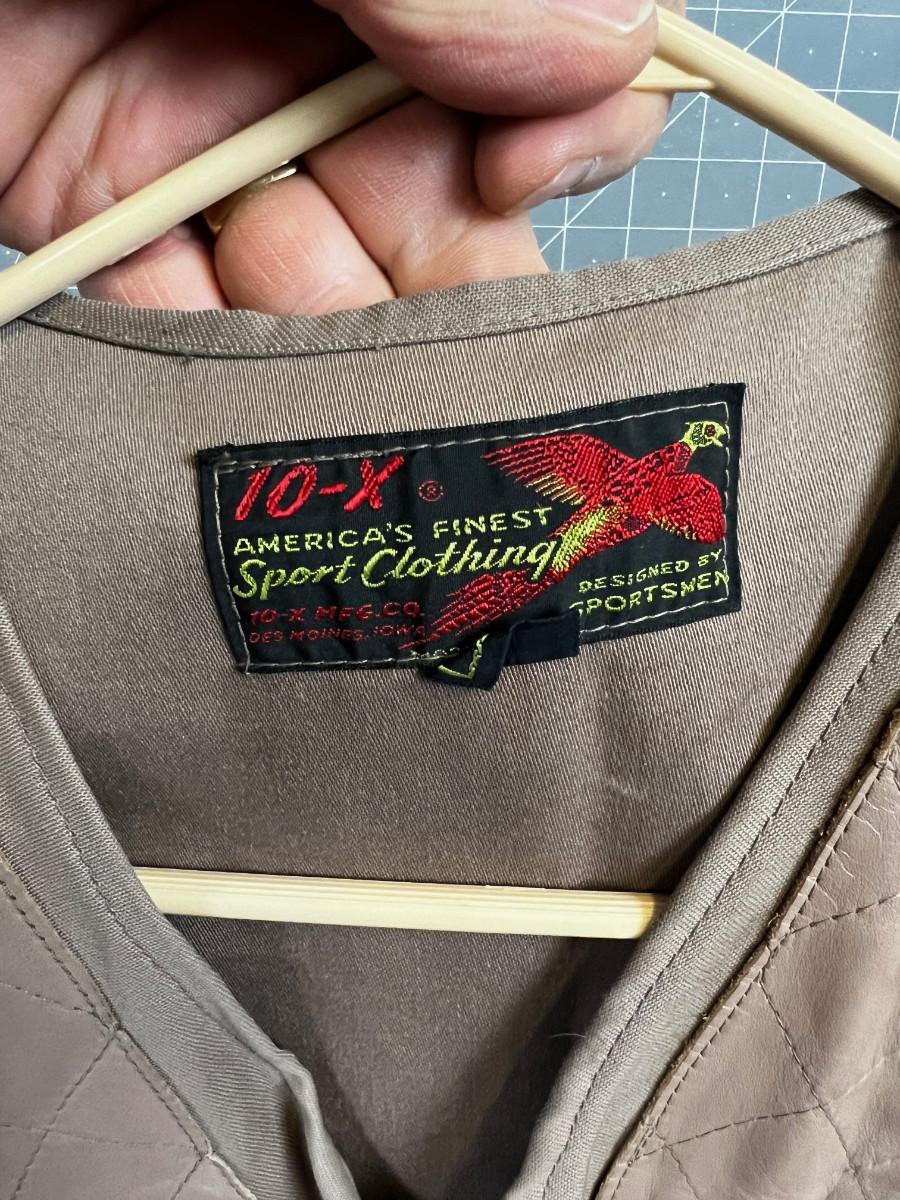 10-X ®
AMERICA'S FINEST
Sport Clothing
10-X MFG. CO.
DES MOINES, IOWA
DESIGNED BY
SPORTSMEN